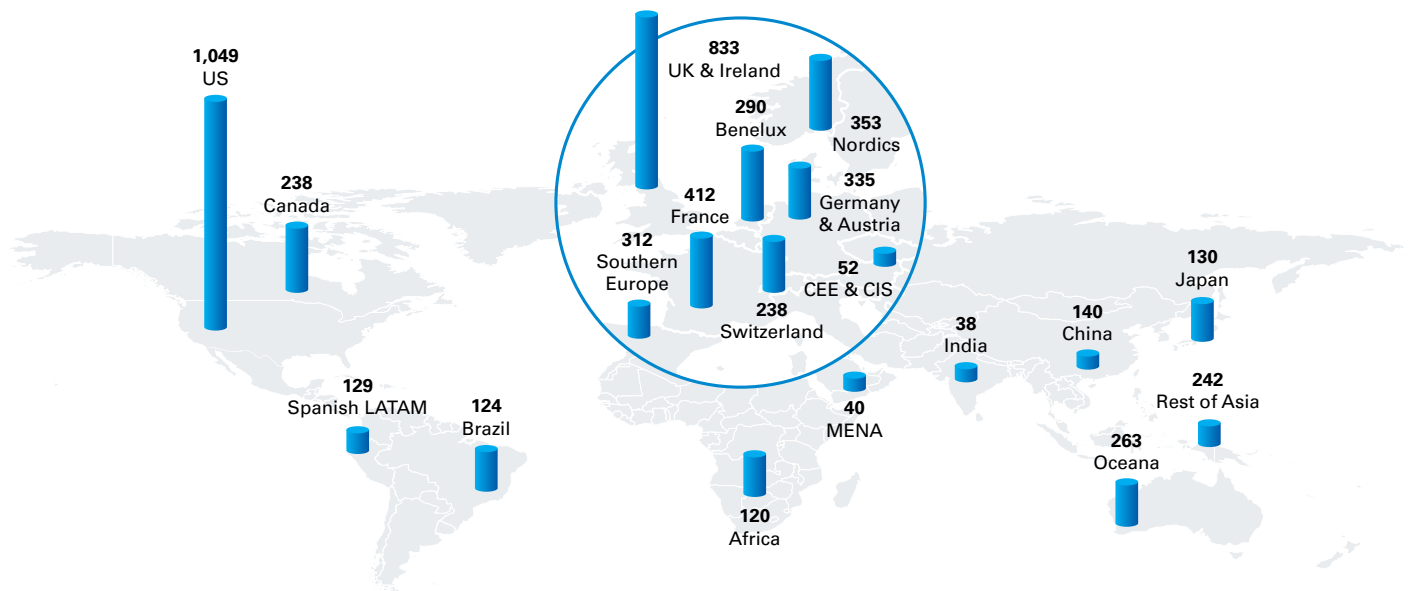 1,049
US
238
Canada
129
Spanish LATAM
124
Brazil
833
UK & Ireland
290
Benelux
353
Nordics
335
Germany
& Austria
412
France
312
Southern
Europe
238
Switzerland
52
CEE & CIS
40
MENA
120
Africa
38
India
140
China
130
Japan
242
Rest of Asia
263
Oceana